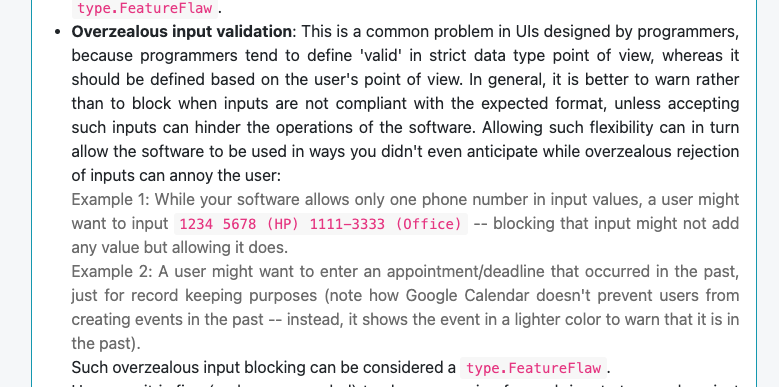 type.FeatureFlaw.
• Overzealous input validation: This is a common problem in UIs designed by programmers,
because programmers tend to define 'valid' in strict data type point of view, whereas it
should be defined based on the user's point of view. In general, it is better to warn rather
than to block when inputs are not compliant with the expected format, unless accepting
such inputs can hinder the operations of the software. Allowing such flexibility can in turn
allow the software to be used in ways you didn't even anticipate while overzealous rejection
of inputs can annoy the user:
Example 1: While your software allows only one phone number in input values, a user might
want to input 1234 5678 (HP) 1111-3333 (Office) -- blocking that input might not add
any value but allowing it does.
Example 2: A user might want to enter an appointment/deadline that occurred in the past,
just for record keeping purposes (note how Google Calendar doesn't prevent users from
creating events in the past -- instead, it shows the event in a lighter color to warn that it is in
the past).
Such overzealous input blocking can be considered a type.FeatureFlaw.